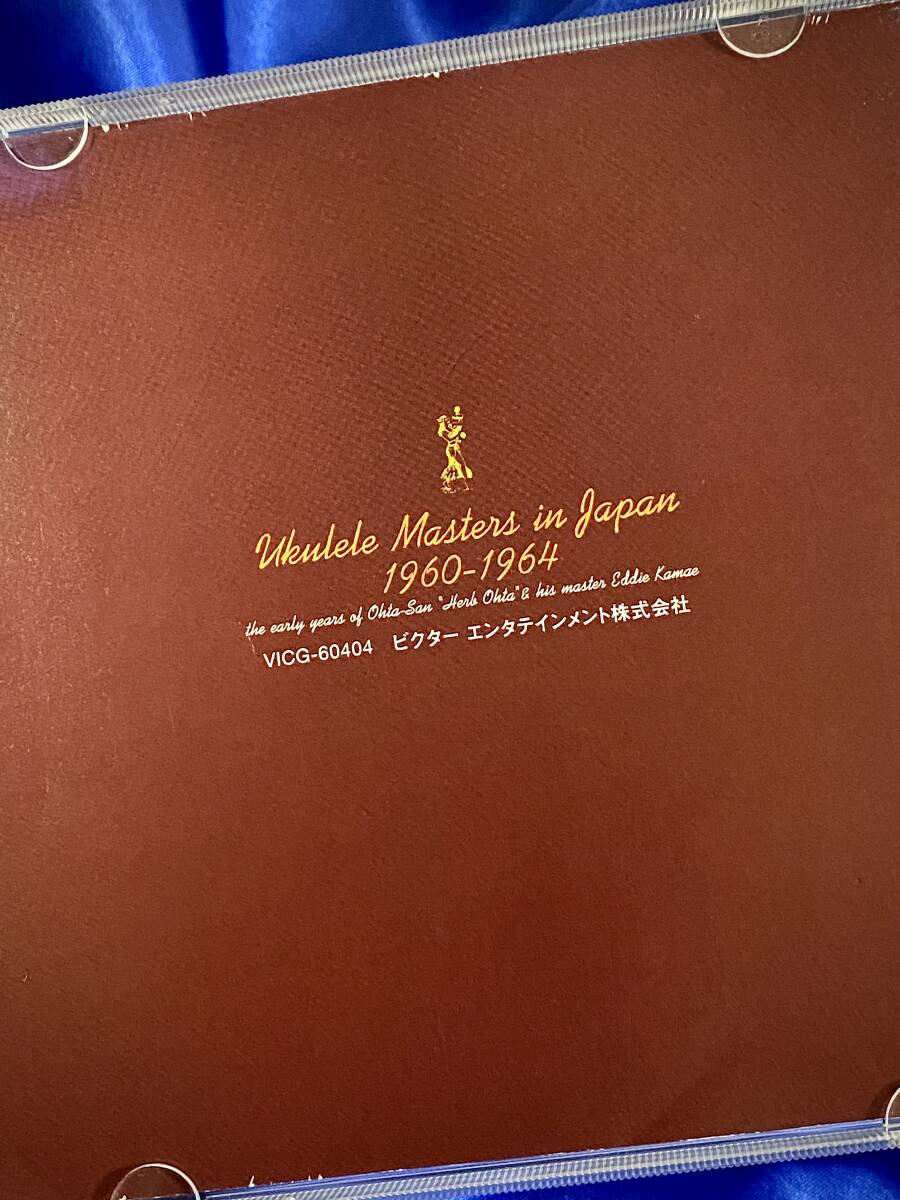 Ukulele Masters in Japan
1960-1964
the early years of Ohta-San "Herb Ohta" & his master Eddie Kamae
VICG-60404 ビクター エンタテインメント株式会社